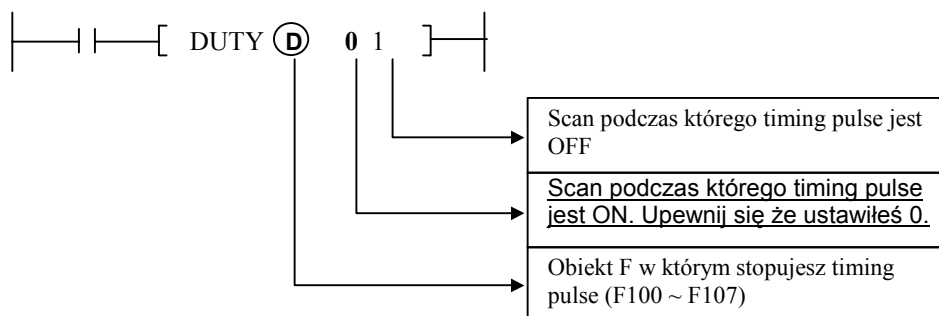 DUTY D 0 1
Scan podczas którego timing pulse jest
OFF
Scan podczas którego timing pulse
jest ON. Upewnij się że ustawiłeś 0.
Obiekt F w którym stopujesz timing
pulse (F100 ~ F107)